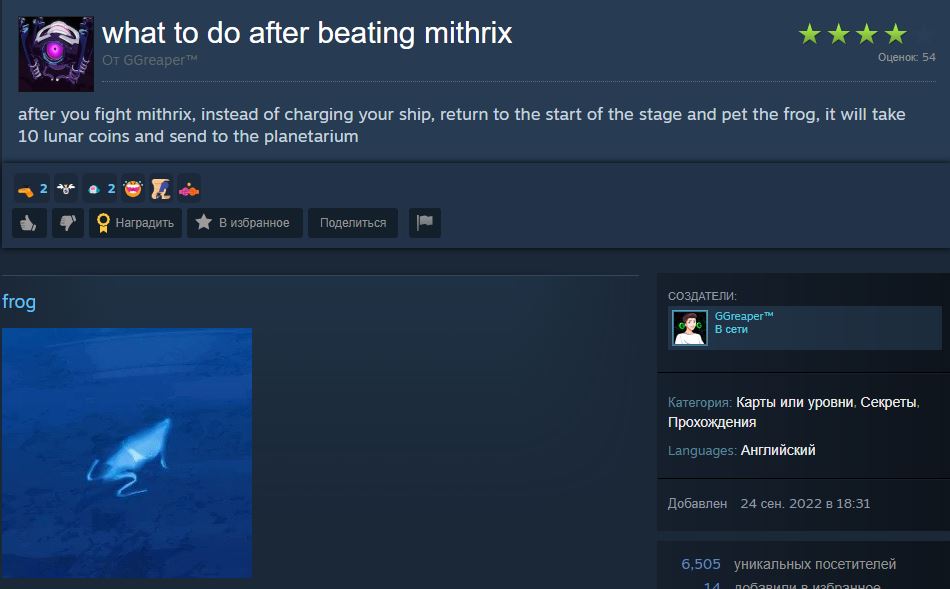 what to do after beating mithrix
От GGreaper™
Оценок: 54
after you fight mithrix, instead of charging your ship, return to the start of the stage and pet the frog, it will take
10 lunar coins and send to the planetarium
2
2
Наградить
В избранное
Поделиться
frog
СОЗДАТЕЛИ:
GGreaper™
В сети
Категория: Карты или уровни, Секреты,
Прохождения
Languages: Английский
Добавлен 24 сен. 2022 в 18:31
6,505 уникальных посетителей
14 добавили в избранное